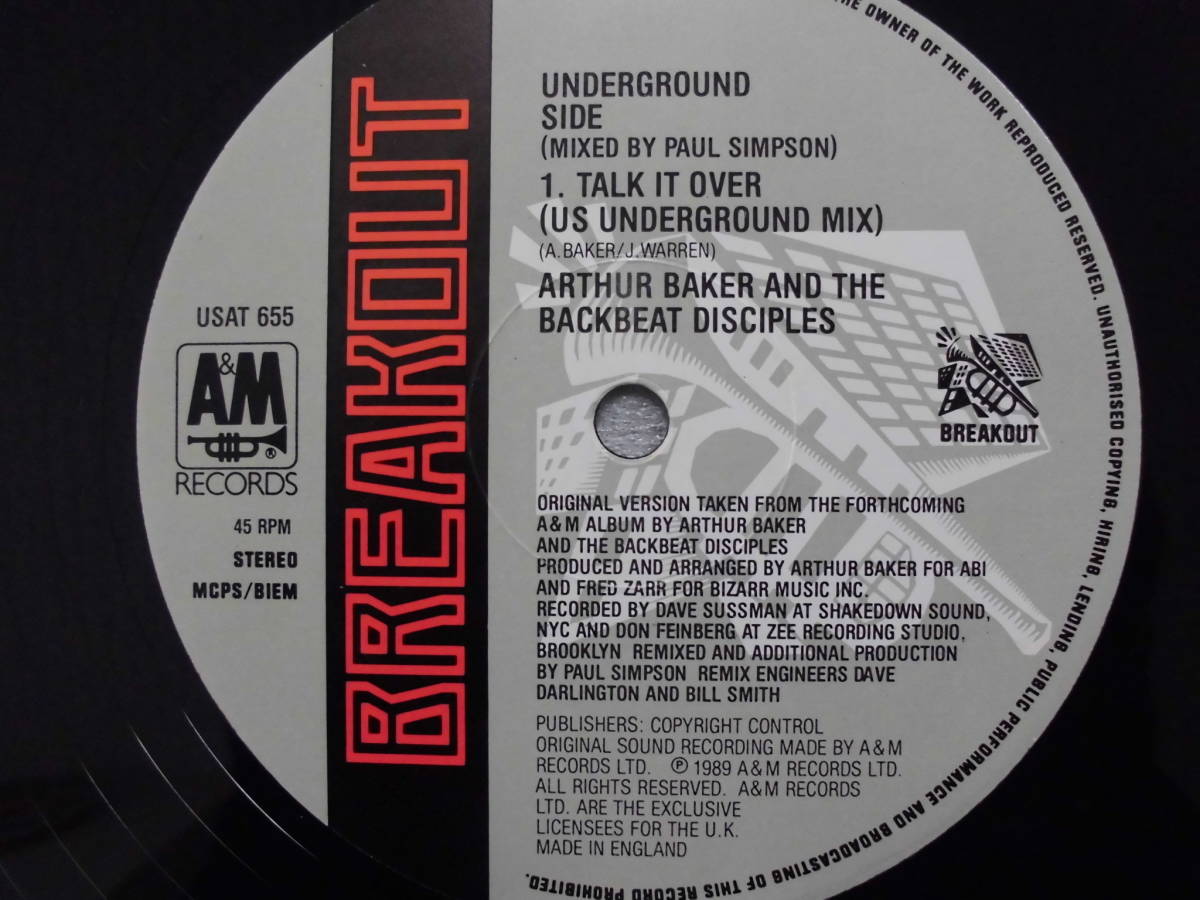 UNDERGROUND
SIDE
(MIXED BY PAUL SIMPSON)
1. TALK IT OVER
(US UNDERGROUND MIX)
(A. BAKER/J. WARREN)
ARTHUR BAKER AND THE
BACKBEAT DISCIPLES
USAT 655
A&M
®
RECORDS
45 RPM
STEREO
MCPS/BIEM
BREAKOUT
BREAKOUT
ORIGINAL VERSION TAKEN FROM THE FORTHCOMING
A & M ALBUM BY ARTHUR BAKER
AND THE BACKBEAT DISCIPLES
PRODUCED AND ARRANGED BY ARTHUR BAKER FOR ABI
AND FRED ZARR FOR BIZARR MUSIC INC.
RECORDED BY DAVE SUSSMAN AT SHAKEDOWN SOUND,
NYC AND DON FEINBERG AT ZEE RECORDING STUDIO,
BROOKLYN REMIXED AND ADDITIONAL PRODUCTION
BY PAUL SIMPSON REMIX ENGINEERS DAVE
DARLINGTON AND BILL SMITH
PUBLISHERS: COPYRIGHT CONTROL
ORIGINAL SOUND RECORDING MADE BY A & M
RECORDS LTD. ℗ 1989 A&M RECORDS LTD.
ALL RIGHTS RESERVED. A&M RECORDS
LTD. ARE THE EXCLUSIVE
LICENSEES FOR THE U.K.
MADE IN ENGLAND
OWNER OF THE WORK REPRODUCED RESERVED. UNAUTHORISED COPYING, HIRING, LENDING, PUBLIC PERFORMANCE AND BROADCASTING OF THIS RECORD PROHIBITED.